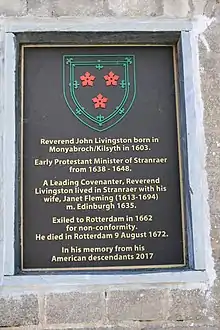 Reverend John Livingston born in
Monyabroch/Kilsyth in 1603.
Early Protestant Minister of Stranraer
from 1638 - 1648.
A Leading Covenanter, Reverend
Livingston lived in Stranraer with his
wife, Janet Fleming (1613-1694)
m. Edinburgh 1635.
Exiled to Rotterdam in 1662
for non-conformity.
He died in Rotterdam 9 August 1672.
In his memory from his
American descendants 2017